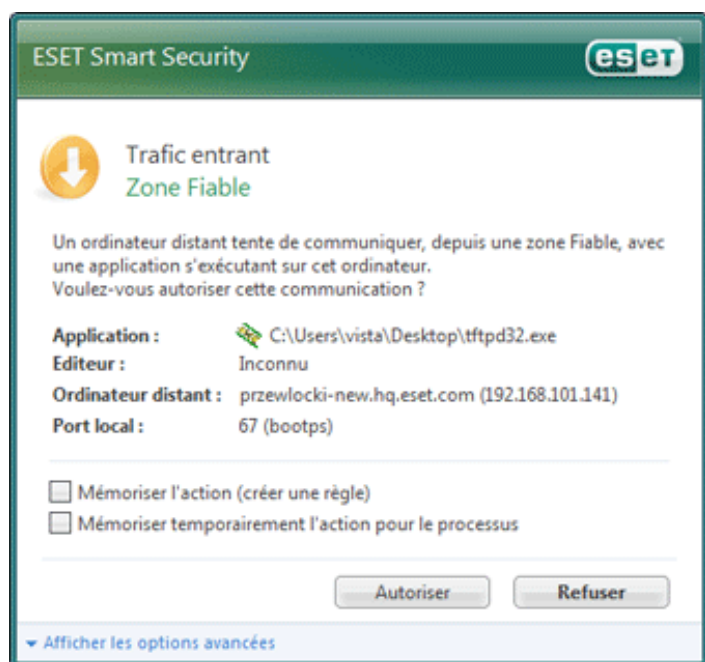 ESET Smart Security
eseT
Trafic entrant
Zone Fiable
Un ordinateur distant tente de communiquer, depuis une zone Fiable, avec
une application s'exécutant sur cet ordinateur.
Voulez-vous autoriser cette communication ?
Application : C:\Users\vista\Desktop\tftpd32.exe
Editeur : Inconnu
Ordinateur distant : przewlocki-new.hq.eset.com (192.168.101.141)
Port local : 67 (bootps)
Mémoriser l'action (créer une règle)
Mémoriser temporairement l'action pour le processus
Autoriser
Refuser
Afficher les options avancées